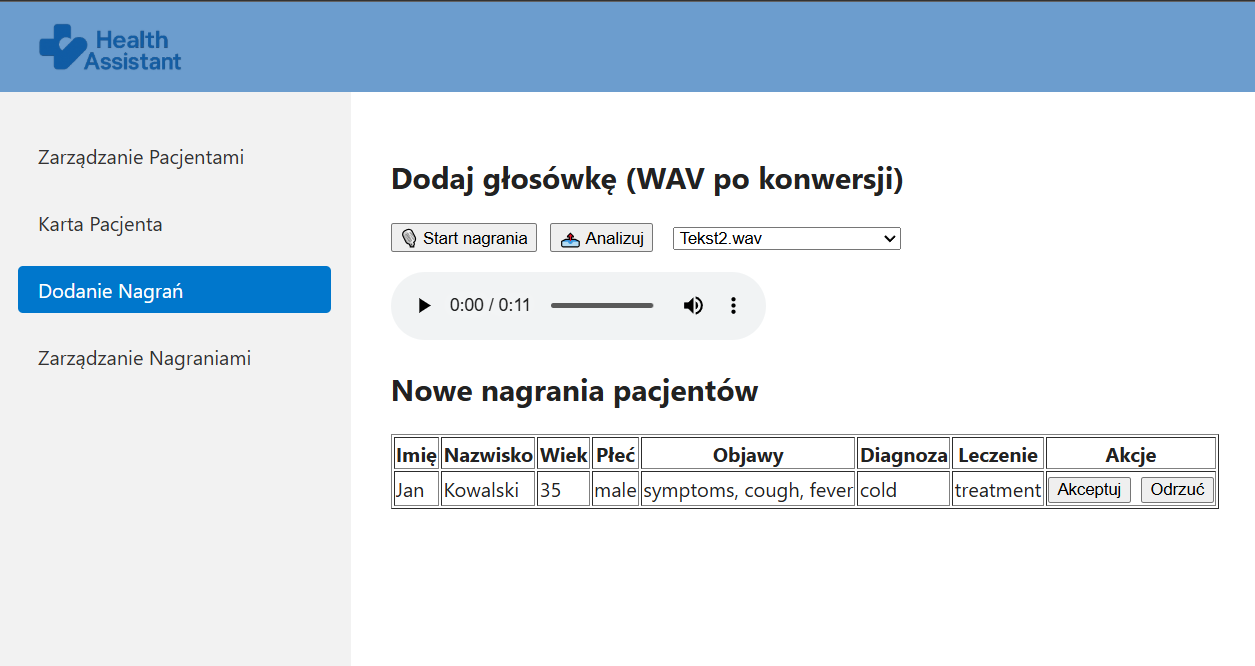 Health
Assistant
Zarządzanie Pacjentami
Karta Pacjenta
Dodanie Nagrań
Zarządzanie Nagraniami
Dodaj głosówkę (WAV po konwersji)
Start nagrania Analizuj Tekst2.wav
0:00 / 0:11
Nowe nagrania pacjentów
Imię Nazwisko Wiek Płeć Objawy Diagnoza Leczenie Akcje
Jan Kowalski 35 male symptoms, cough, fever cold treatment Akceptuj Odrzuć